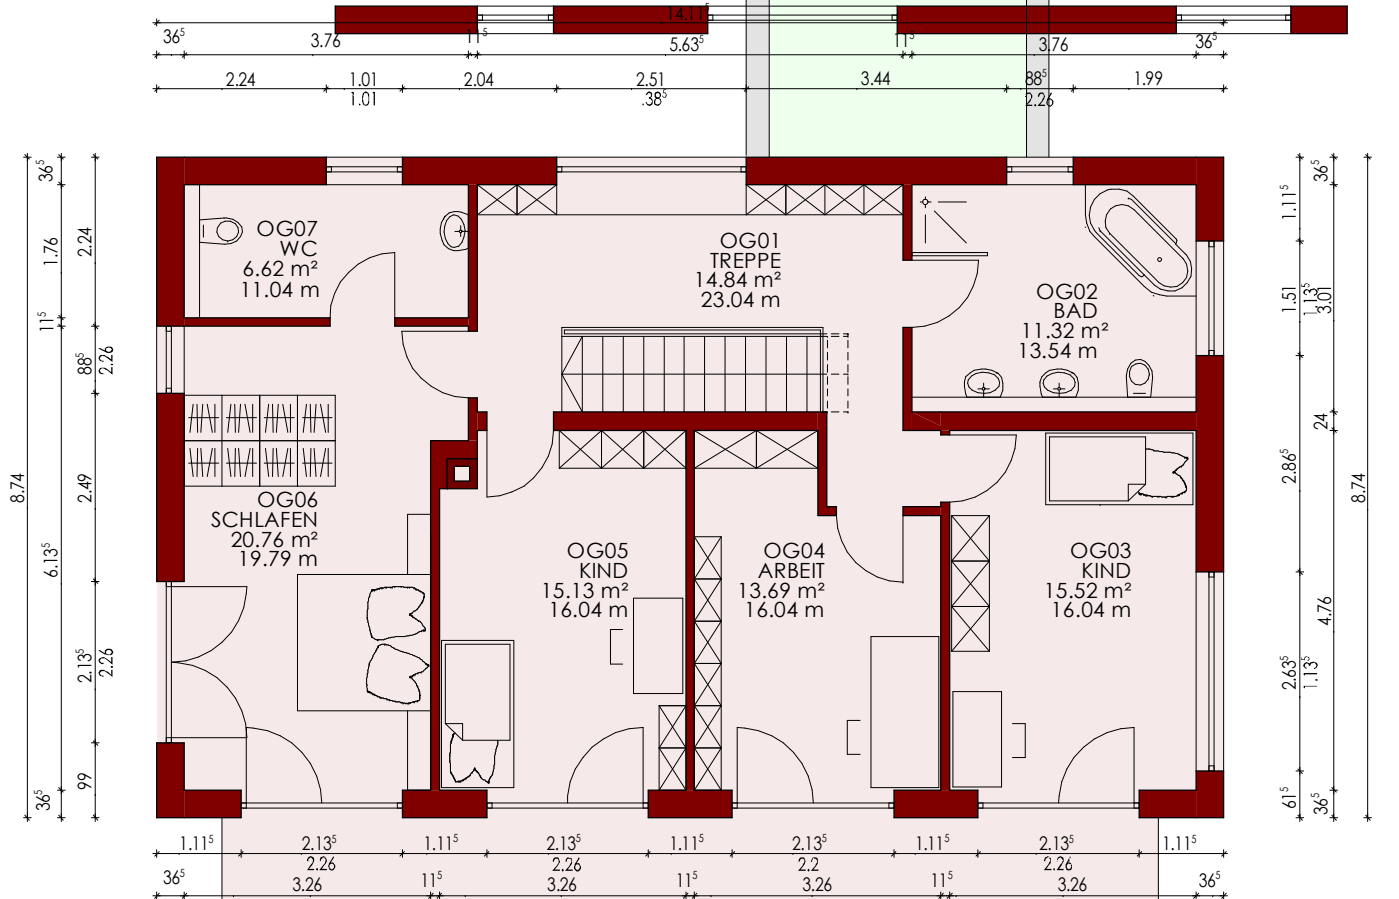 14.11⁵
36⁵ 3.76 11⁵ 5.63⁵ 11⁵ 3.76 36⁵
2.24 1.01 2.04 2.51 3.44 88⁵ 1.99
1.01 .38⁵ 2.26
8.74
36⁵
1.76
11⁵
6.13⁵
36⁵
2.24
88⁵
2.26
2.49
2.13⁵
2.26
99
OG07
WC
6.62 m²
11.04 m
OG01
TREPPE
14.84 m²
23.04 m
OG02
BAD
11.32 m²
13.54 m
OG06
SCHLAFEN
20.76 m²
19.79 m
OG05
KIND
15.13 m²
16.04 m
OG04
ARBEIT
13.69 m²
16.04 m
OG03
KIND
15.52 m²
16.04 m
1.11⁵
1.51
1.13⁵
2.86⁵
2.63⁵
1.13⁵
61⁵
36⁵
3.01
24
4.76
36⁵
8.74
1.11⁵ 2.13⁵ 1.11⁵ 2.13⁵ 1.11⁵ 2.13⁵ 1.11⁵ 2.13⁵ 1.11⁵
2.26 2.26 2.2 2.26
36⁵ 3.26 11⁵ 3.26 11⁵ 3.26 11⁵ 3.26 36⁵